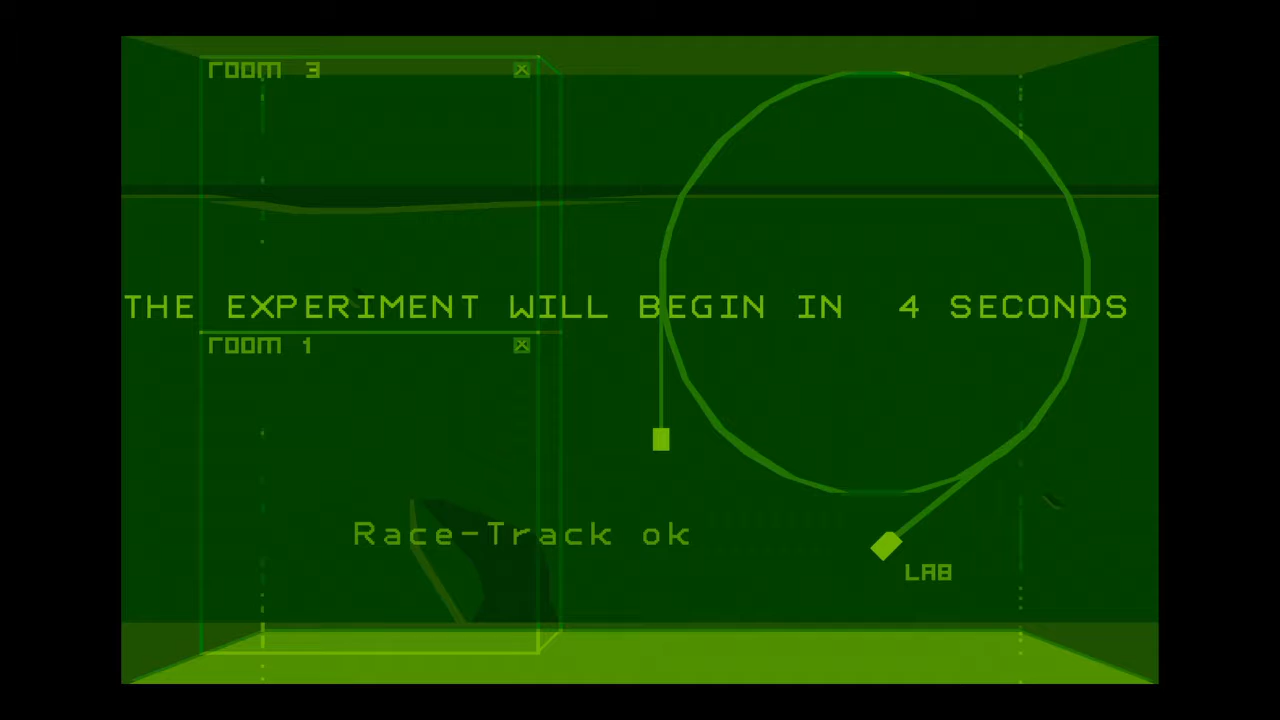 room 3
THE EXPERIMENT WILL BEGIN IN 4 SECONDS
room 1
Race-Track ok
LAB